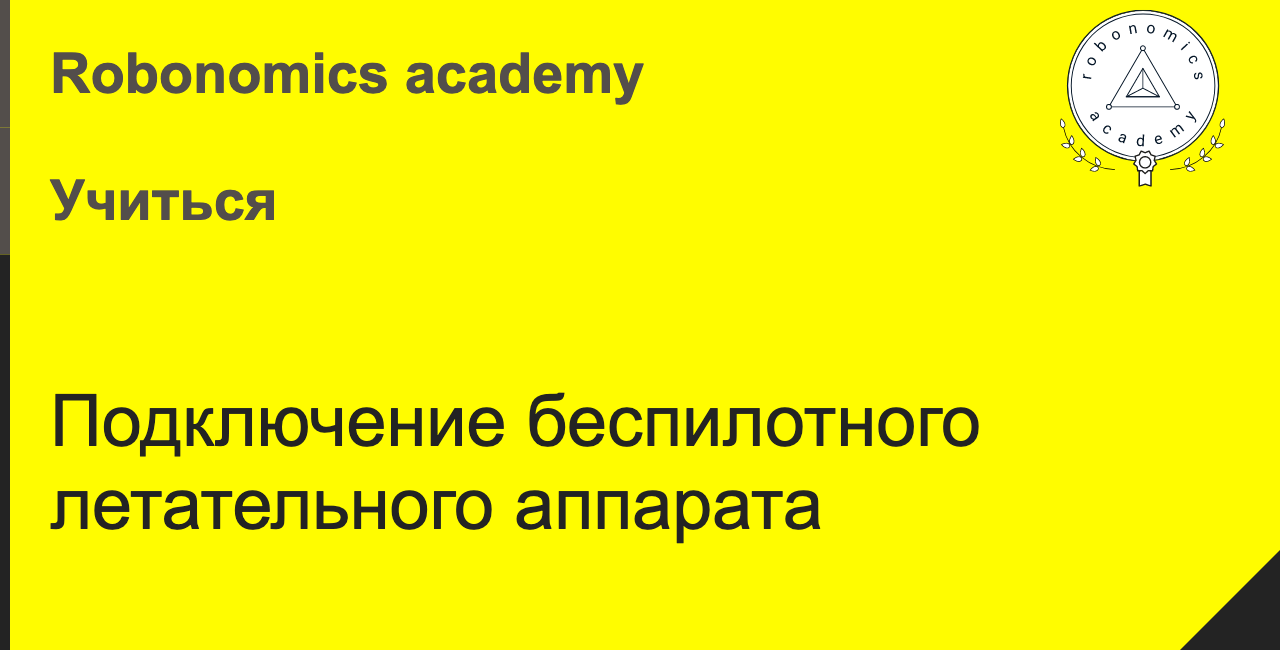 Robonomics academy
robonomics
academy
Учиться
Подключение беспилотного
летательного аппарата